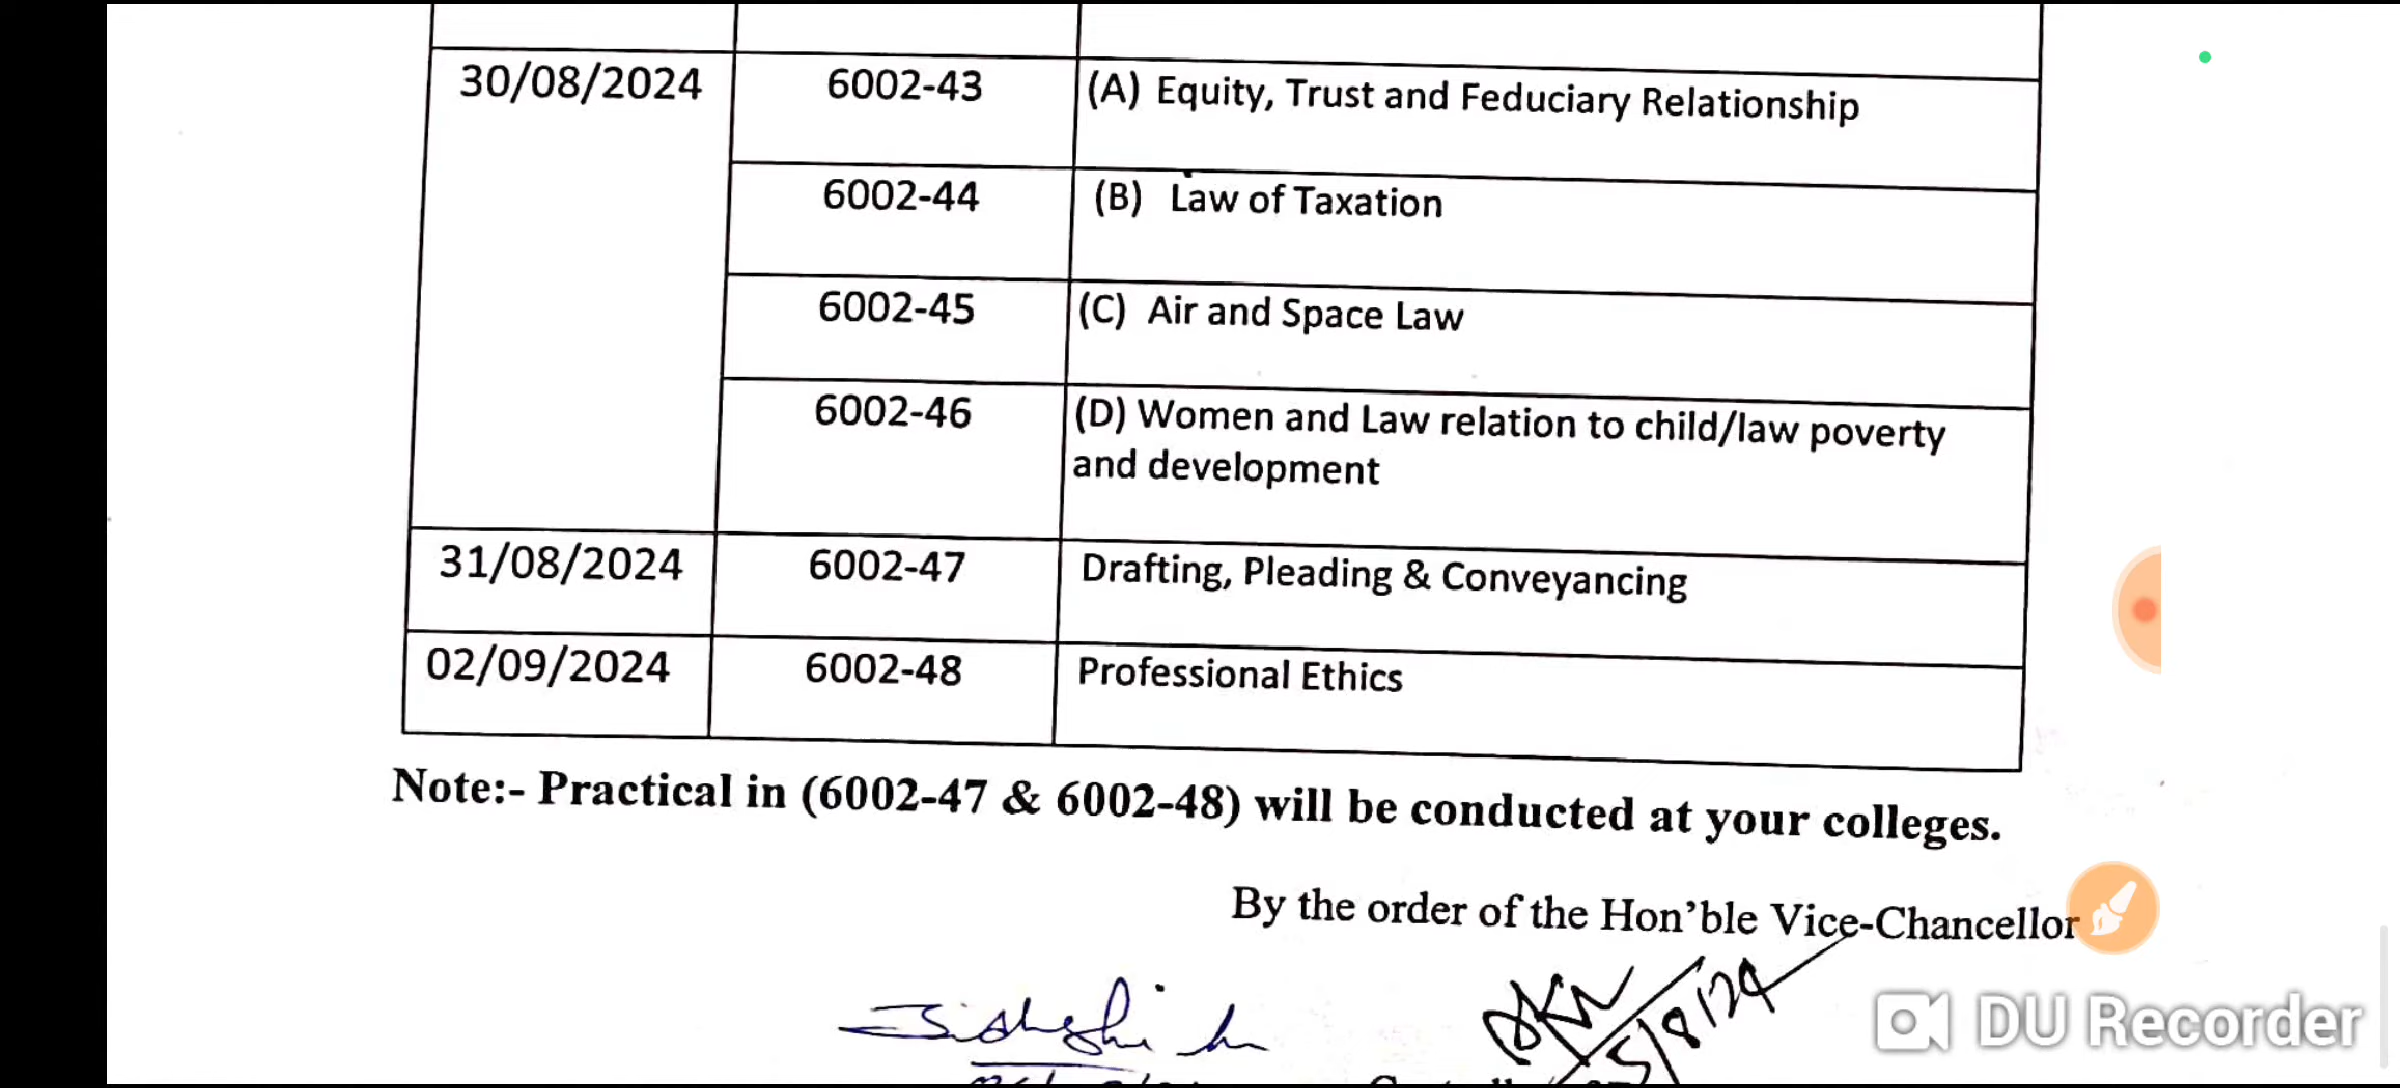 30/08/2024 6002-43 (A) Equity, Trust and Feduciary Relationship
6002-44 (B) Law of Taxation
6002-45 (C) Air and Space Law
6002-46 (D) Women and Law relation to child/law poverty
and development
31/08/2024 6002-47 Drafting, Pleading & Conveyancing
02/09/2024 6002-48 Professional Ethics
Note:- Practical in (6002-47 & 6002-48) will be conducted at your colleges.
By the order of the Hon'ble Vice-Chancellor
5/8/24
DU Recorder